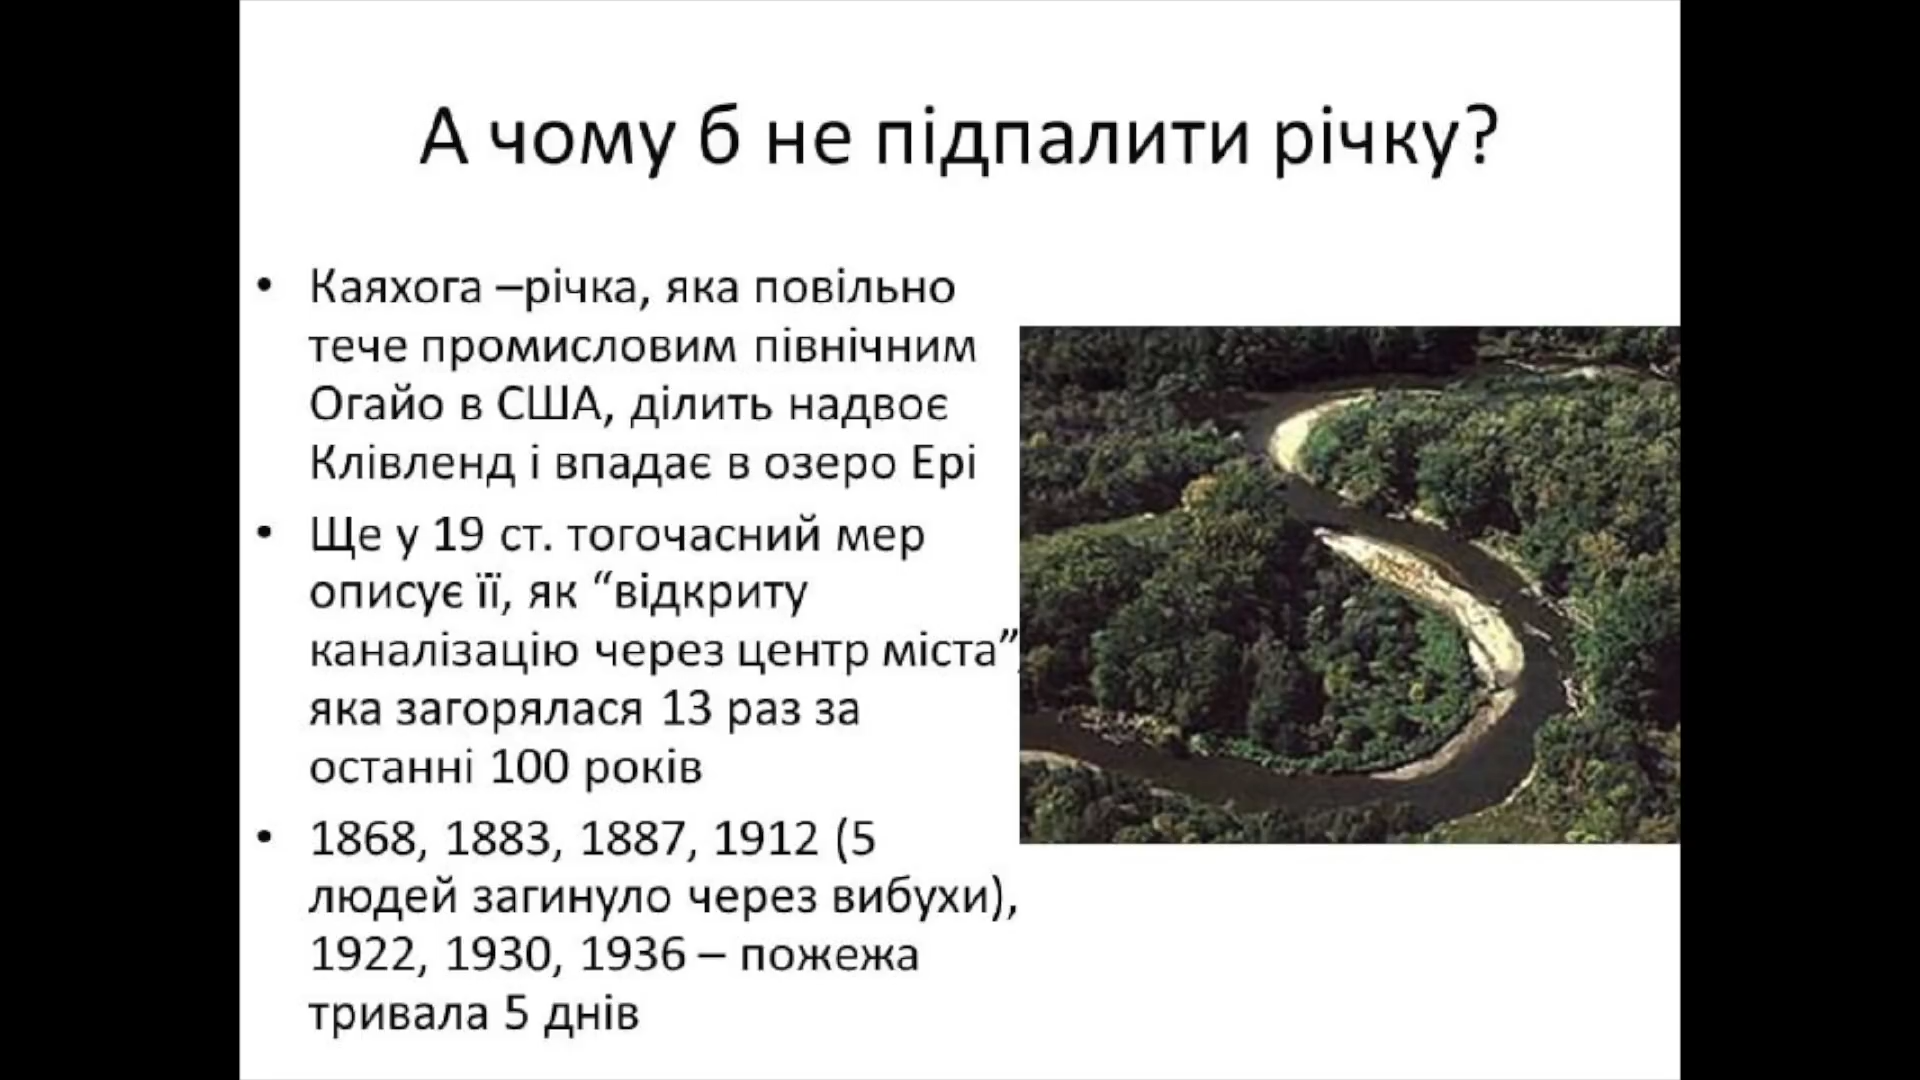 А чому б не підпалити річку?
• Каяхога –річка, яка повільно
тече промисловим північним
Огайо в США, ділить надвоє
Клівленд і впадає в озеро Ері
• Ще у 19 ст. тогочасний мер
описує її, як “відкриту
каналізацію через центр міста”,
яка загорялася 13 раз за
останні 100 років
• 1868, 1883, 1887, 1912 (5
людей загинуло через вибухи),
1922, 1930, 1936 – пожежа
тривала 5 днів